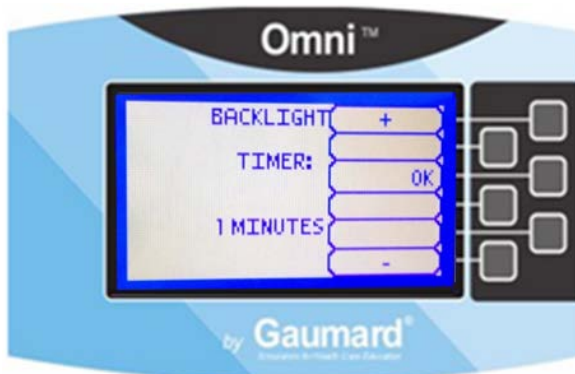 Omni™
BACKLIGHT +
TIMER:
OK
1 MINUTES
-
by Gaumard®